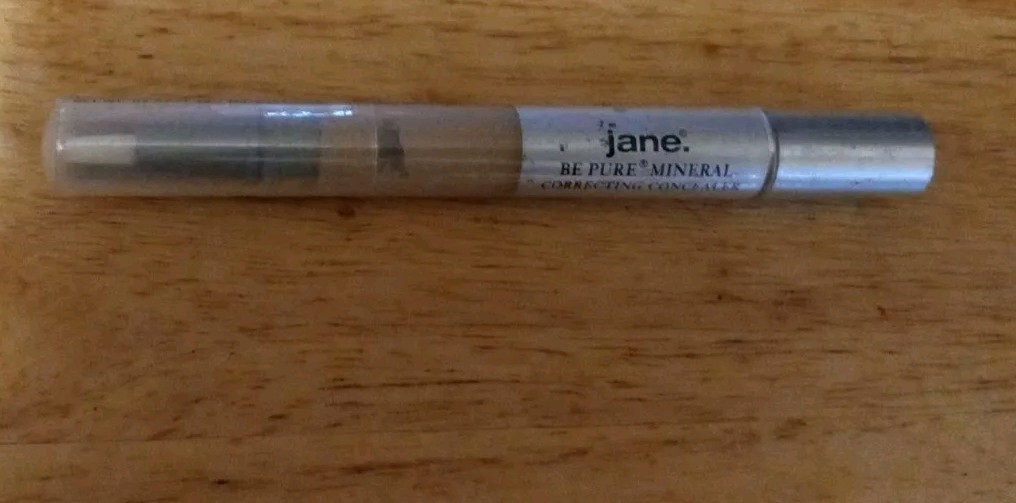 jane.®
BE PURE® MINERAL
CORRECTING CONCEALER